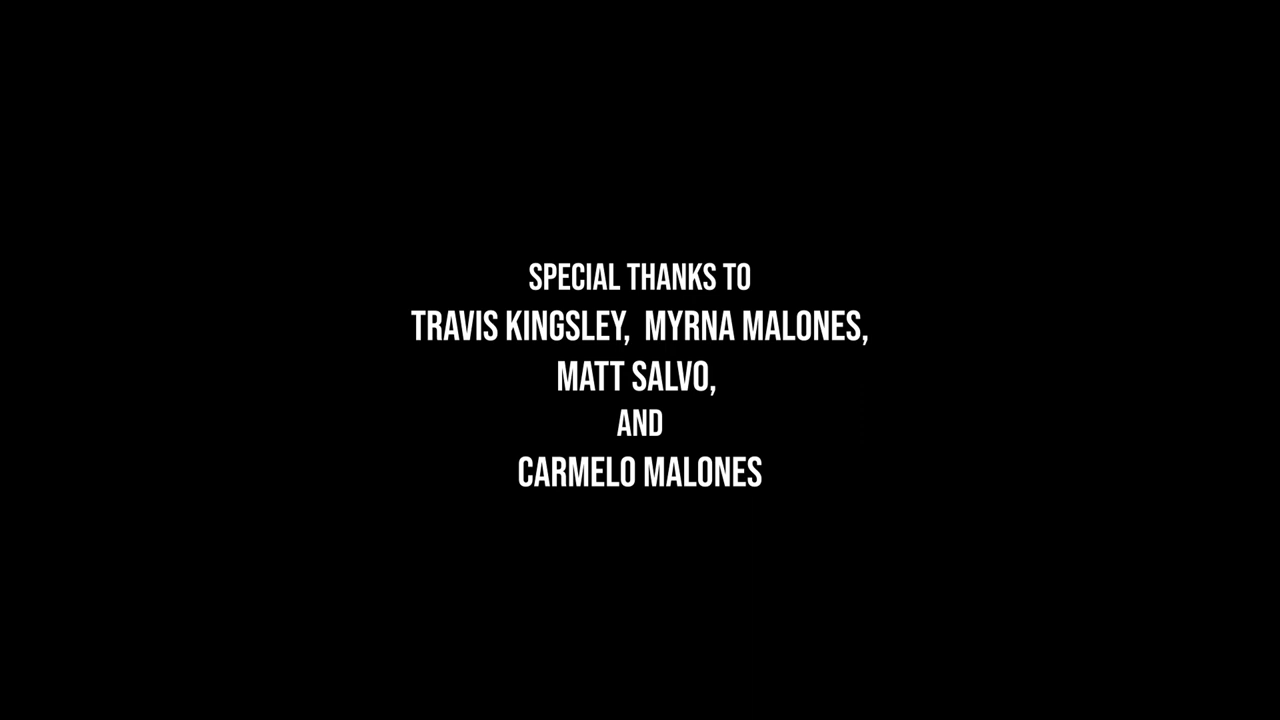 SPECIAL THANKS TO
TRAVIS KINGSLEY,  MYRNA MALONES,
MATT SALVO,
AND
CARMELO MALONES